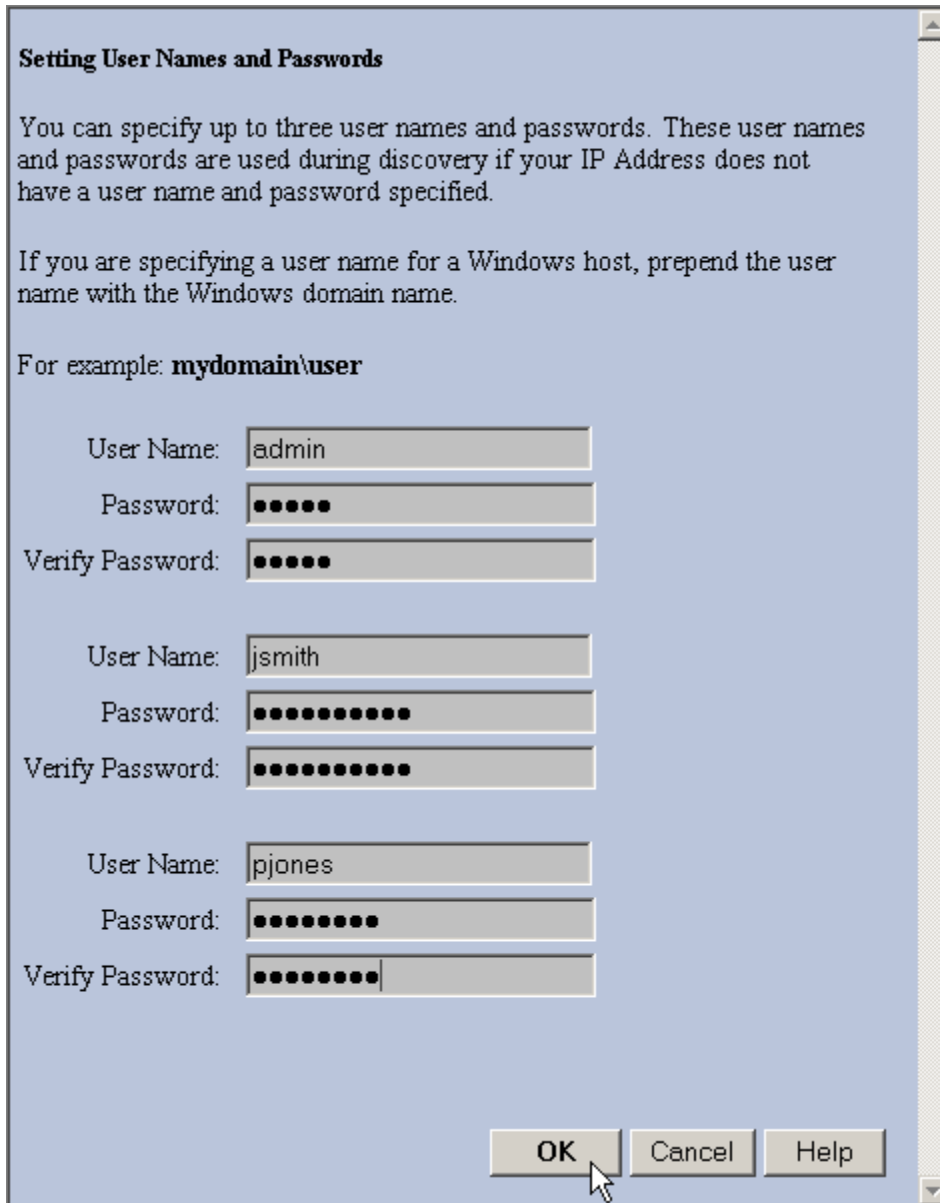 Setting User Names and Passwords
You can specify up to three user names and passwords. These user names
and passwords are used during discovery if your IP Address does not
have a user name and password specified.
If you are specifying a user name for a Windows host, prepend the user
name with the Windows domain name.
For example: mydomain\user
User Name: admin
Password: ●●●●●
Verify Password: ●●●●●
User Name: jsmith
Password: ●●●●●●●●●●
Verify Password: ●●●●●●●●●●
User Name: pjones
Password: ●●●●●●●●
Verify Password: ●●●●●●●●
OK Cancel Help